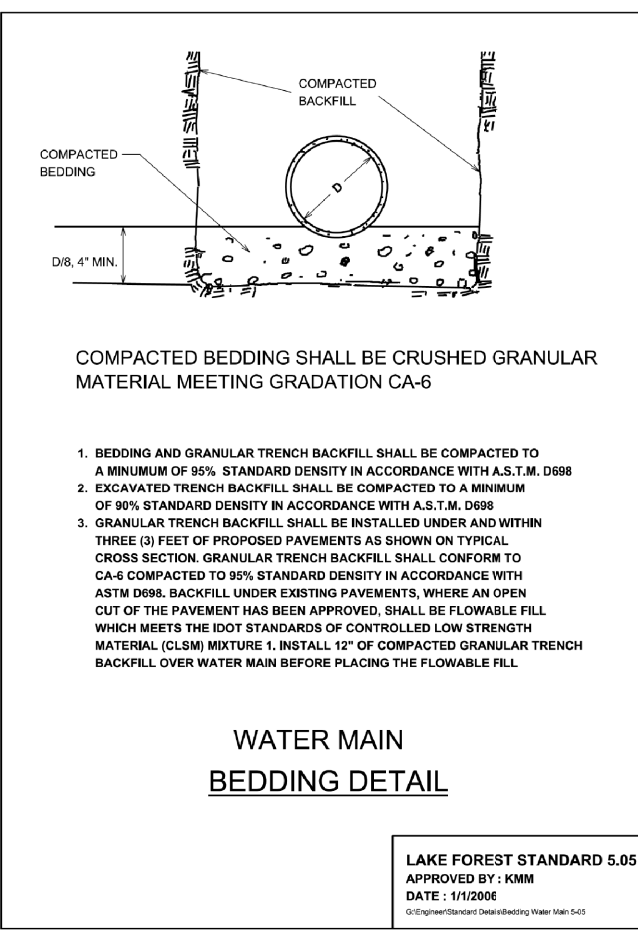 COMPACTED
BACKFILL
COMPACTED
BEDDING
D
D/8, 4" MIN.
COMPACTED BEDDING SHALL BE CRUSHED GRANULAR
MATERIAL MEETING GRADATION CA-6
1. BEDDING AND GRANULAR TRENCH BACKFILL SHALL BE COMPACTED TO
A MINUMUM OF 95% STANDARD DENSITY IN ACCORDANCE WITH A.S.T.M. D698
2. EXCAVATED TRENCH BACKFILL SHALL BE COMPACTED TO A MINIMUM
OF 90% STANDARD DENSITY IN ACCORDANCE WITH A.S.T.M. D698
3. GRANULAR TRENCH BACKFILL SHALL BE INSTALLED UNDER AND WITHIN
THREE (3) FEET OF PROPOSED PAVEMENTS AS SHOWN ON TYPICAL
CROSS SECTION. GRANULAR TRENCH BACKFILL SHALL CONFORM TO
CA-6 COMPACTED TO 95% STANDARD DENSITY IN ACCORDANCE WITH
ASTM D698. BACKFILL UNDER EXISTING PAVEMENTS, WHERE AN OPEN
CUT OF THE PAVEMENT HAS BEEN APPROVED, SHALL BE FLOWABLE FILL
WHICH MEETS THE IDOT STANDARDS OF CONTROLLED LOW STRENGTH
MATERIAL (CLSM) MIXTURE 1. INSTALL 12" OF COMPACTED GRANULAR TRENCH
BACKFILL OVER WATER MAIN BEFORE PLACING THE FLOWABLE FILL
WATER MAIN
BEDDING DETAIL
LAKE FOREST STANDARD 5.05
APPROVED BY : KMM
DATE : 1/1/2006
G:\Engineer\Standard Details\Bedding Water Main 5-05